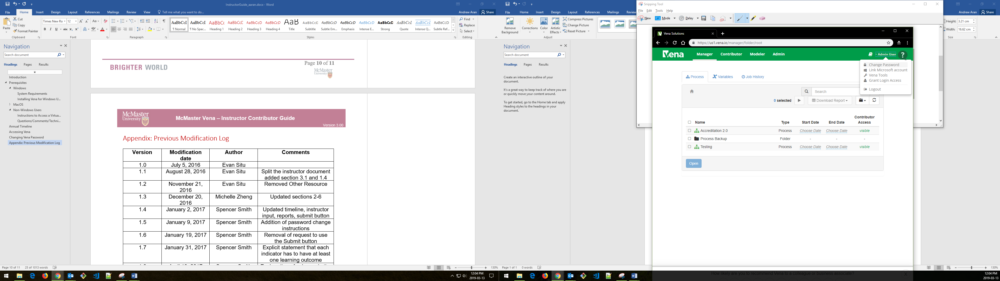 InstructorGuide_aaran.docx - Word
File Home Insert Design Layout References Mailings Review View Tell me what you want to do... Andrew Aran Share
Paste
Cut
Copy
Format Painter
Clipboard
Times New Ro 12
Font
Paragraph
AaBbCcI AaBbCcI AaBbC AaBbCcD AaBbCcD AaBbCcD AaB AaBbCcD AaBbCcD AaBbCcD AaBbCcD AaBbCcD AaBbCcI AaBbCcI AaBbCcD
¶ Normal ¶ No Spac... Heading 1 Heading 2 Heading 3 Heading 4 Title Subtitle Subtle Em... Emphasis Intense E... Strong Quote Intense Q... Subtle Ref...
Styles
Find
Replace
Select
Editing
Navigation
Search document
Headings Pages Results
Introduction
Prerequisites
Windows
System Requirements
Installing Vena for Windows U...
MacOS
Non-Windows Users
Instructions to Access a Virtua...
Questions/Comments/Techni...
Annual Timeline
Accessing Vena
Changing Vena Password
Appendix: Previous Modification Log
Page 10 of 11
BRIGHTER WORLD
McMaster
University
McMaster
University
McMaster Vena – Instructor Contributor Guide
Version 3.00
Appendix: Previous Modification Log
Version Modification date Author Comments
1.0 July 5, 2016 Evan Situ
1.1 August 28, 2016 Evan Situ Split the instructor document
added section 3.1 and 1.4
1.2 November 21, Evan Situ Removed Other Resource
2016
1.3 December 20, Michelle Zheng Updated sections 2-6
2016
1.4 January 2, 2017 Spencer Smith Updated timeline, instructor
input, reports, submit button
1.5 January 9, 2017 Spencer Smith Addition of password change
instructions
1.6 January 19, 2017 Spencer Smith Removal of request to use
the Submit button
1.7 January 31, 2017 Spencer Smith Explicit statement that each
indicator has to have at least
one learning outcome
Page 10 of 11 25 of 1013 words 130%
12:04 PM
2019-03-13
File Home Insert Design Layout References Mailings Review
Remove
Background
Corrections
Color
Artistic
Effects
Compress Pictures
Change Picture
Reset Picture
Adjust
Navigation
Search document
Headings Pages Results
Create an interactive outline of your
document.
It's a great way to keep track of where you are
or quickly move your content around.
To get started, go to the Home tab and apply
Heading styles to the headings in your
document.
Page 1 of 1 0 words
Snipping Tool
File Edit Tools Help
New Mode Delay
Vena Solutions
https://us1.vena.io/manager/folder/root
vena Manager Contributor Modeler Admin Admin User ?
Change Password
Link Microsoft account
Vena Tools
Grant Login Access
Logout
Process Variables Job History
Search
0 selected Download Report
Name Type Start Date End Date Contributor
Access
Accreditation 2.0 Process Choose Date Choose Date visible
Process Backup Folder - - -
Testing Process Choose Date Choose Date visible
Open
How likely are you to recommend Vena to a colleague or business associate? X
Andrew Aran Share
Height: 3.21 cm
Width: 16.62 cm
Size
130%
12:04 PM
2019-03-13